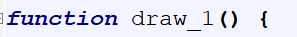 function draw_1() {